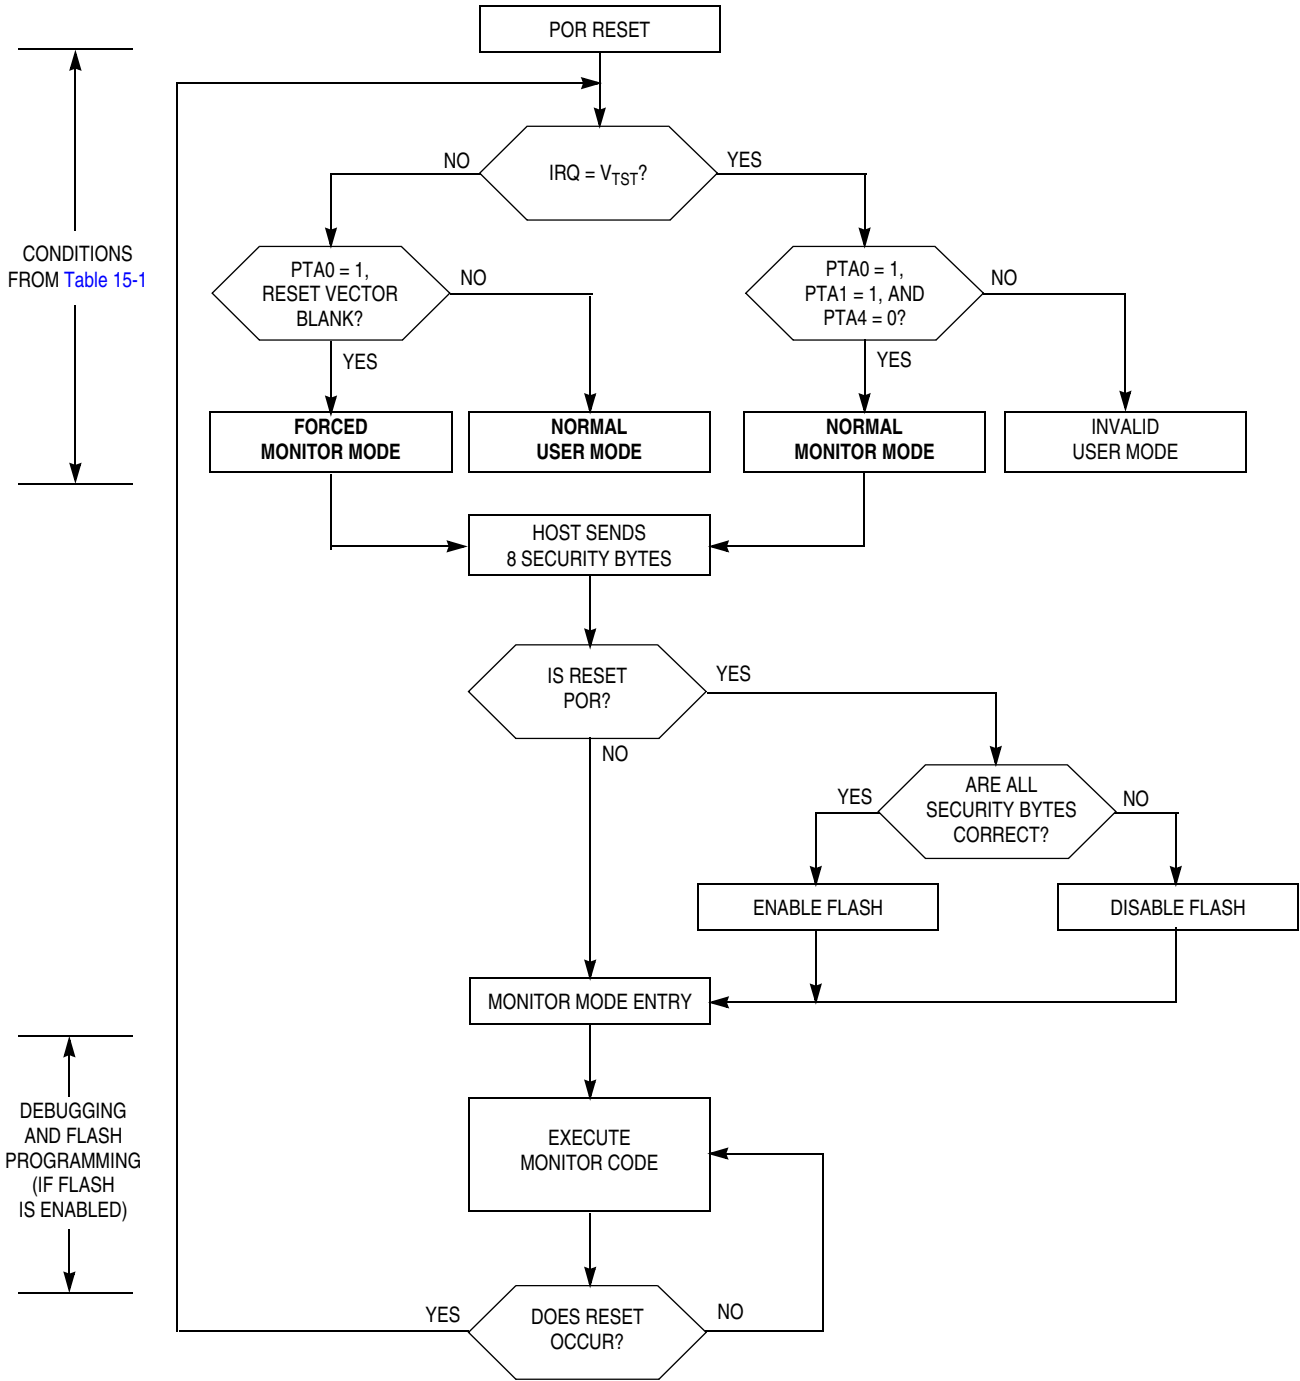 POR RESET
NO
YES
IRQ = VTST?
CONDITIONS
FROM Table 15-1
PTA0 = 1,
RESET VECTOR
BLANK?
NO
YES
PTA0 = 1,
PTA1 = 1, AND
PTA4 = 0?
NO
YES
FORCED
MONITOR MODE
NORMAL
USER MODE
NORMAL
MONITOR MODE
INVALID
USER MODE
HOST SENDS
8 SECURITY BYTES
IS RESET
POR?
YES
NO
ARE ALL
SECURITY BYTES
CORRECT?
YES
NO
ENABLE FLASH
DISABLE FLASH
MONITOR MODE ENTRY
DEBUGGING
AND FLASH
PROGRAMMING
(IF FLASH
IS ENABLED)
EXECUTE
MONITOR CODE
YES
DOES RESET
OCCUR?
NO